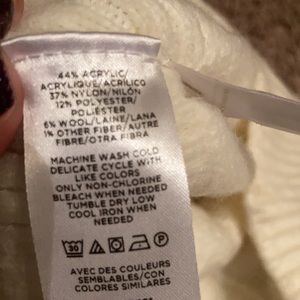 44% ACRYLIC/
ACRYLIQUE/ACRÍLICO
37% NYLON/NILÓN
12% POLYESTER/
POLIÉSTER
6% WOOL/LAINE/LANA
1% OTHER FIBER/AUTRE
FIBRE/OTRA FIBRA
MACHINE WASH COLD
DELICATE CYCLE WITH
LIKE COLORS
ONLY NON-CHLORINE
BLEACH WHEN NEEDED
TUMBLE DRY LOW
COOL IRON WHEN
NEEDED
30
AVEC DES COULEURS
SEMBLABLES
CON COLORES SIMILARES